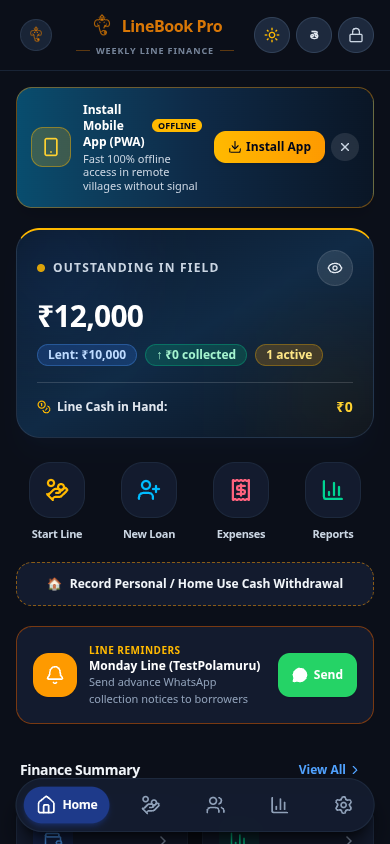 LineBook Pro
WEEKLY LINE FINANCE
Install
Mobile
App (PWA)
OFFLINE
Fast 100% offline
access in remote
villages without signal
Install App
OUTSTANDING IN FIELD
₹12,000
Lent: ₹10,000
↑ ₹0 collected
1 active
Line Cash in Hand:
₹0
Start Line
New Loan
Expenses
Reports
Record Personal / Home Use Cash Withdrawal
LINE REMINDERS
Monday Line (TestPolamuru)
Send advance WhatsApp
collection notices to borrowers
Send
Finance Summary
View All
Home